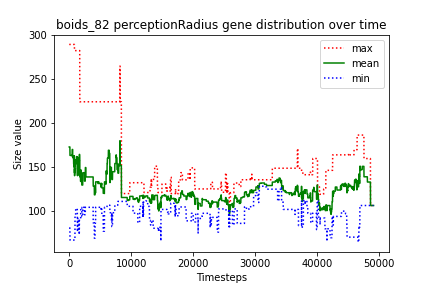 boids_82 perceptionRadius gene distribution over time
300
250
200
150
100
Size value
0
10000
20000
30000
40000
50000
Timesteps
max
mean
min